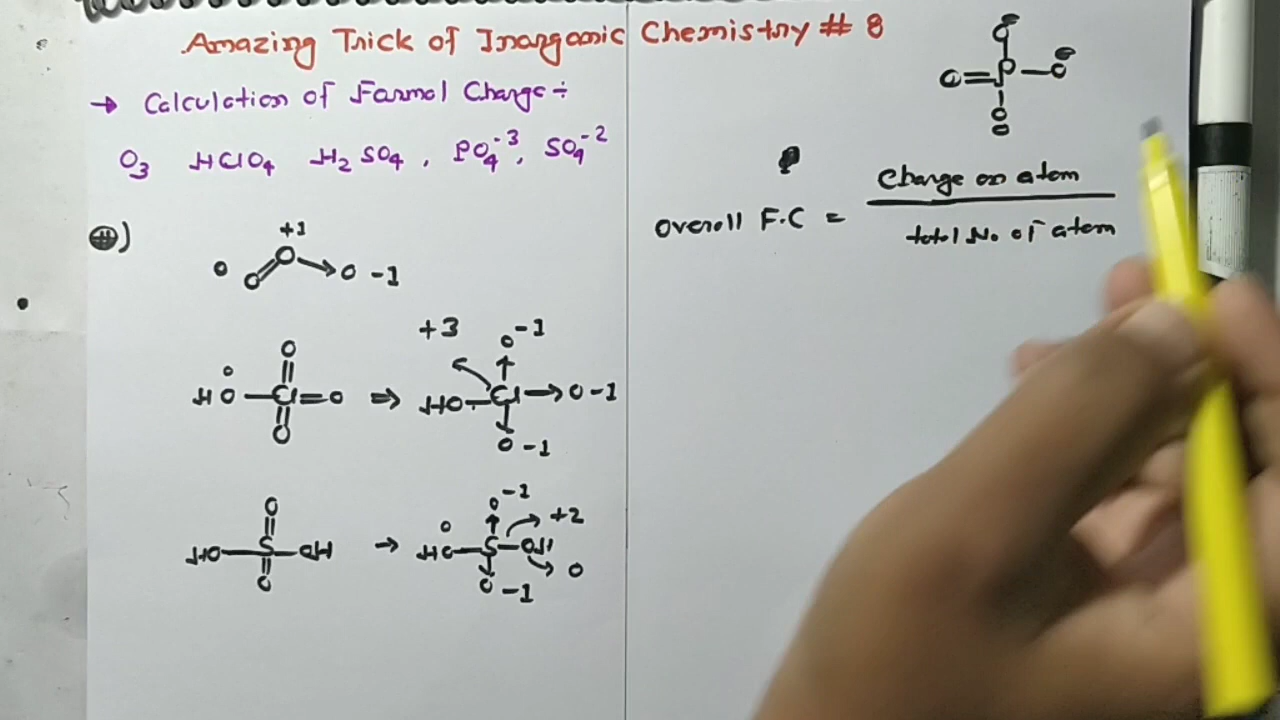 Amazing Trick of Inorganic Chemistry # 8
→ Calculation of Farmal Charge ÷
O₃ HClO₄ H₂SO₄, PO₄⁻³, SO₄⁻²
#)
+1
O O=O→O -1
+3 O -1
O
O
HO-Cl=O ⇒ HO-Cl→O -1
O
O -1
O -1
O
O +2
HO-S-OH → HO-S-OH
O
O -1
O
O⊖
O=P-O⊖
O
⊖
Overall F.C = Charge on atom
total No. of atom